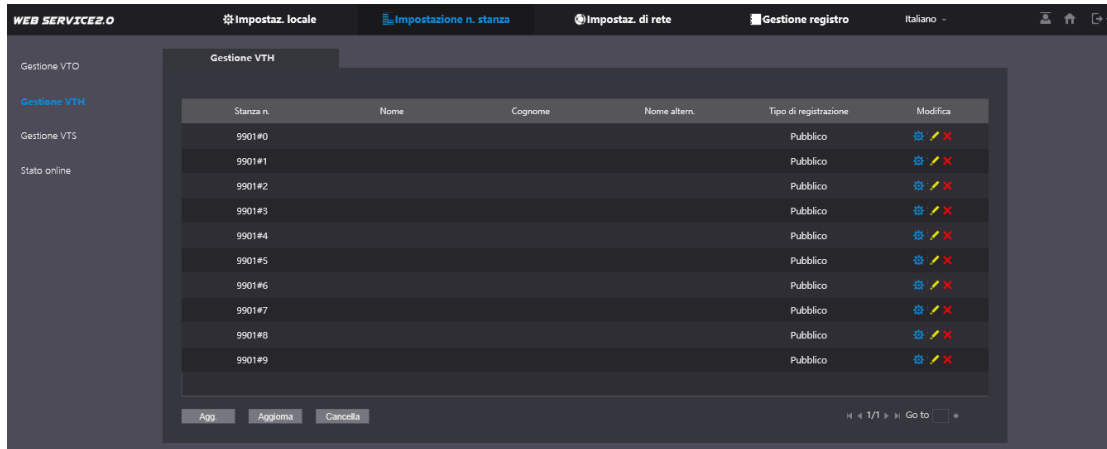 WEB SERVICE2.0 Impostaz. locale Impostazione n. stanza Impostaz. di rete Gestione registro Italiano
Gestione VTO
Gestione VTH
Gestione VTS
Stato online
Gestione VTH
Stanza n. Nome Cognome Nome altern. Tipo di registrazione Modifica
9901#0 Pubblico
9901#1 Pubblico
9901#2 Pubblico
9901#3 Pubblico
9901#4 Pubblico
9901#5 Pubblico
9901#6 Pubblico
9901#7 Pubblico
9901#8 Pubblico
9901#9 Pubblico
Agg. Aggiorna Cancella 1/1 Go to